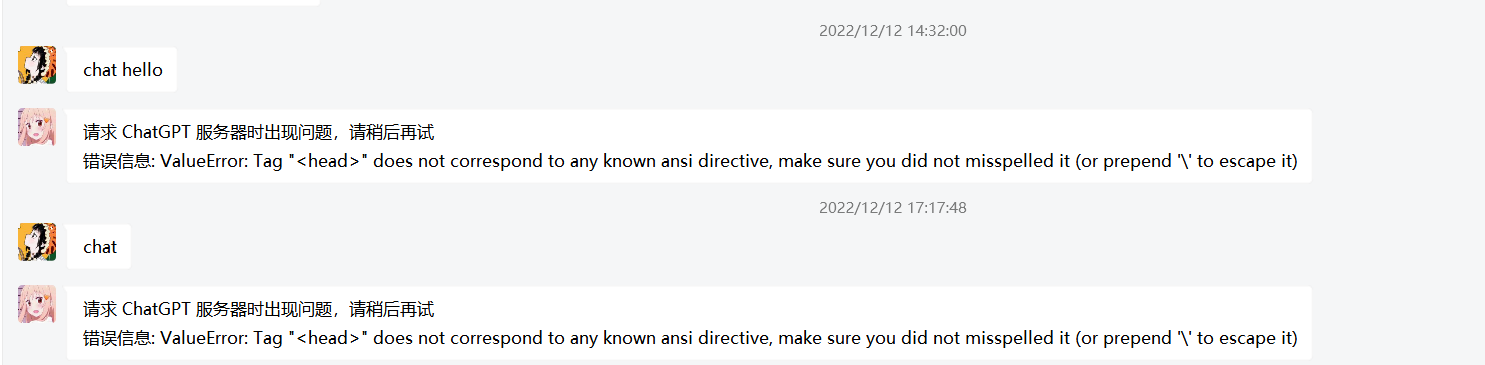 2022/12/12 14:32:00
chat hello
请求 ChatGPT 服务器时出现问题，请稍后再试
错误信息: ValueError: Tag "<head>" does not correspond to any known ansi directive, make sure you did not misspelled it (or prepend '\' to escape it)
2022/12/12 17:17:48
chat
请求 ChatGPT 服务器时出现问题，请稍后再试
错误信息: ValueError: Tag "<head>" does not correspond to any known ansi directive, make sure you did not misspelled it (or prepend '\' to escape it)